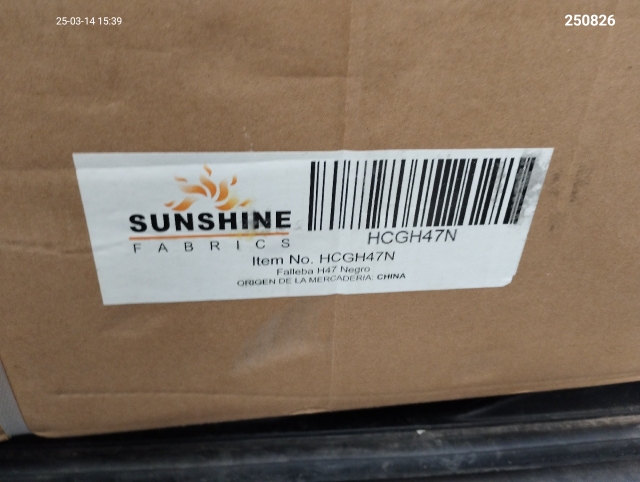 25-03-14 15:39
250826
SUNSHINE
FABRICS
HCGH47N
Item No. HCGH47N
Falleba H47 Negro
ORIGEN DE LA MERCADERIA: CHINA